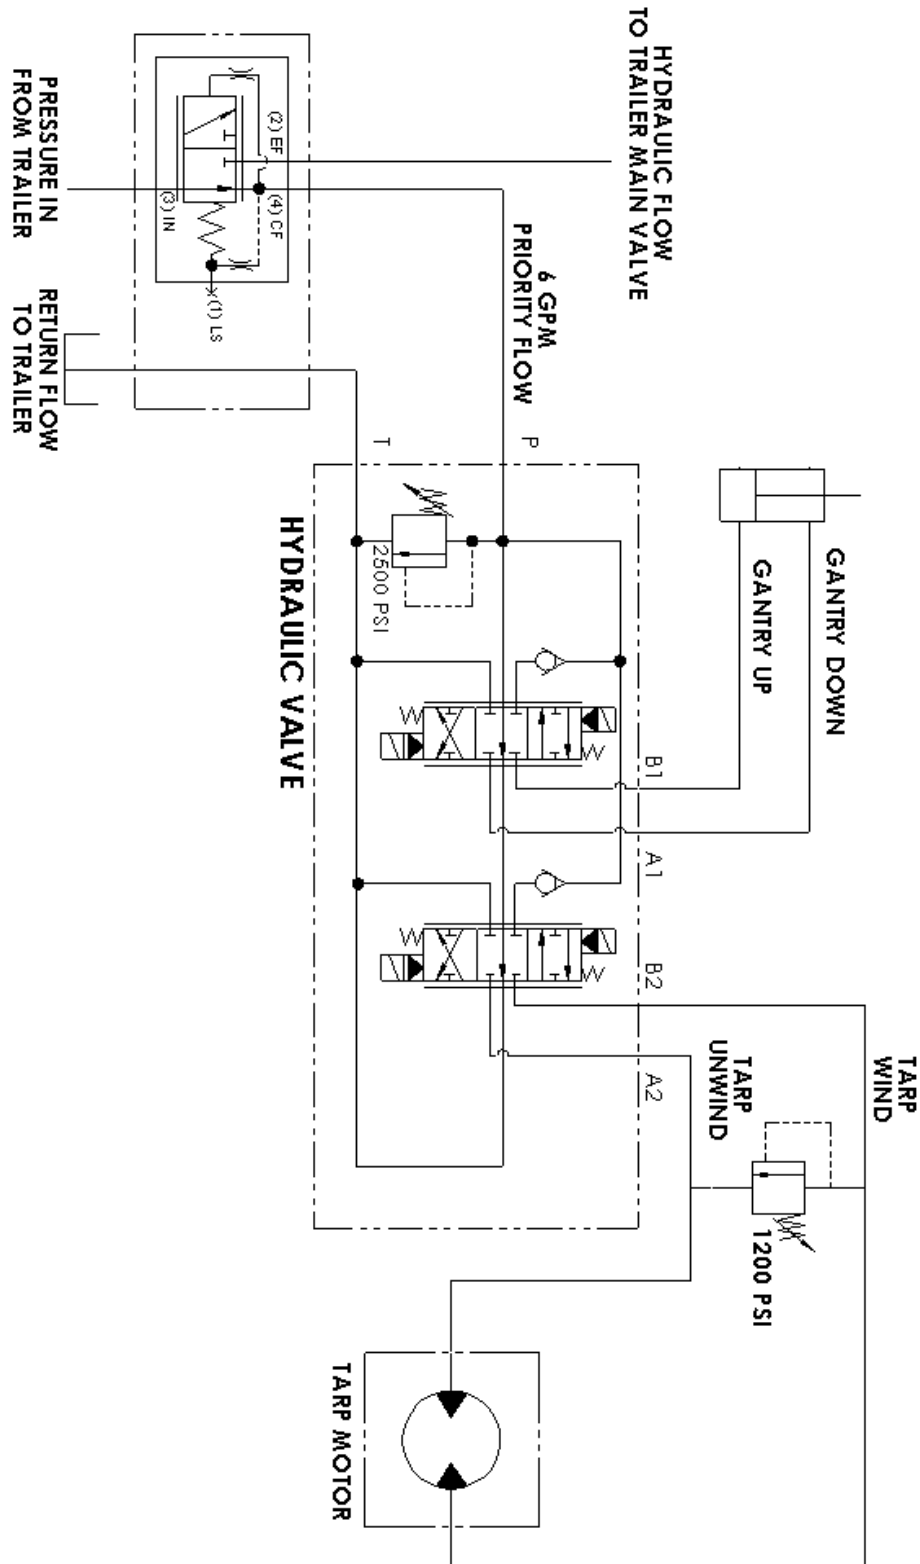 HYDRAULIC FLOW
TO TRAILER MAIN VALVE
PRESSURE IN
FROM TRAILER
(2) EF
(4) CF
(3) IN
(1) LS
RETURN FLOW
TO TRAILER
6 GPM
PRIORITY FLOW
T
P
2500 PSI
HYDRAULIC VALVE
GANTRY DOWN
GANTRY UP
B1
A1
B2
A2
TARP
WIND
TARP
UNWIND
1200 PSI
TARP MOTOR